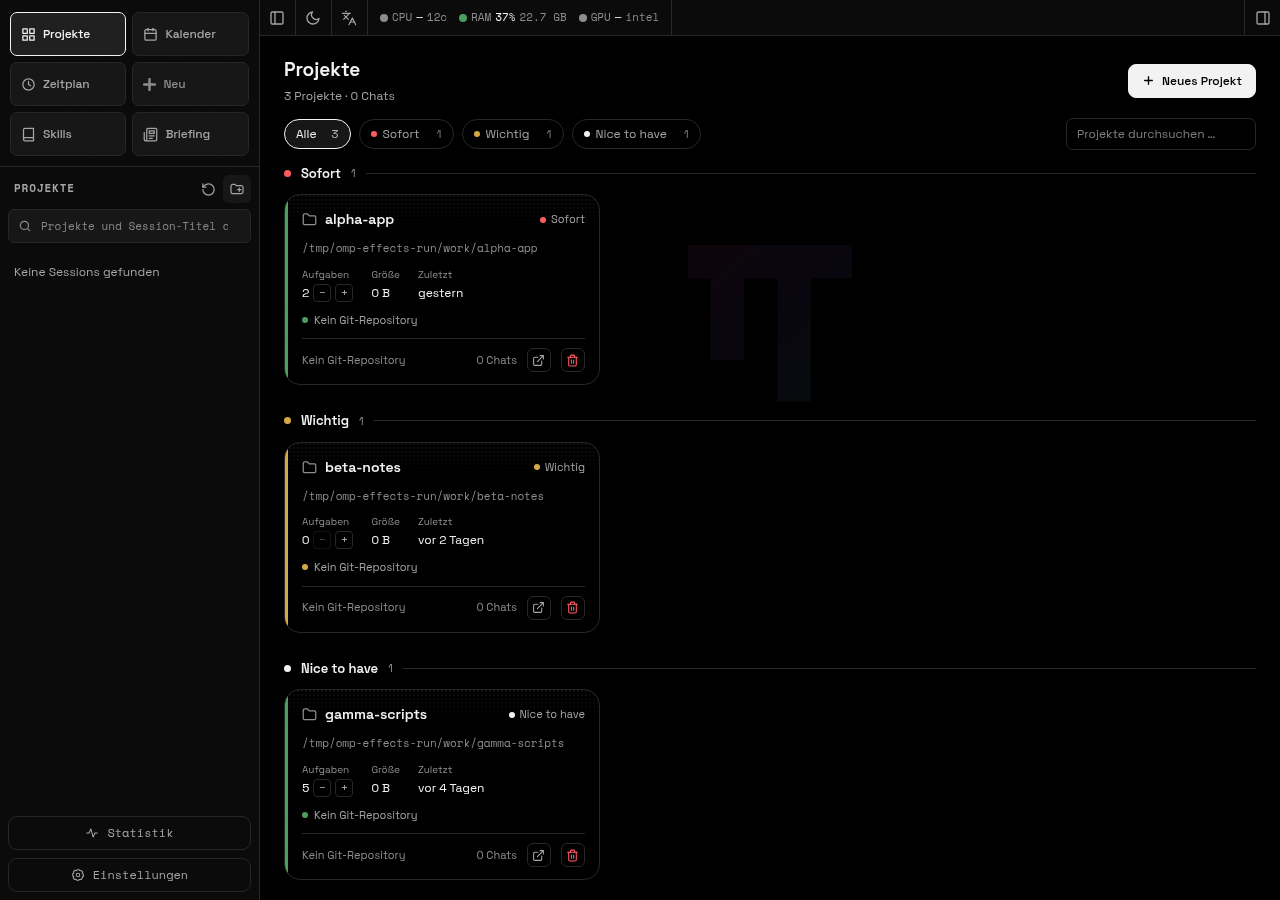 Projekte
Kalender
Zeitplan
Neu
Skills
Briefing
PROJEKTE
Projekte und Session-Titel
Keine Sessions gefunden
Statistik
Einstellungen
CPU — 12c
RAM 37% 22.7 GB
GPU — intel
Projekte
3 Projekte · 0 Chats
Neues Projekt
Alle 3
Sofort 1
Wichtig 1
Nice to have 1
Projekte durchsuchen …
Sofort 1
alpha-app
Sofort
/tmp/omp-effects-run/work/alpha-app
Aufgaben Größe Zuletzt
2 − + 0 B gestern
Kein Git-Repository
Kein Git-Repository 0 Chats
Wichtig 1
beta-notes
Wichtig
/tmp/omp-effects-run/work/beta-notes
Aufgaben Größe Zuletzt
0 − + 0 B vor 2 Tagen
Kein Git-Repository
Kein Git-Repository 0 Chats
Nice to have 1
gamma-scripts
Nice to have
/tmp/omp-effects-run/work/gamma-scripts
Aufgaben Größe Zuletzt
5 − + 0 B vor 4 Tagen
Kein Git-Repository
Kein Git-Repository 0 Chats